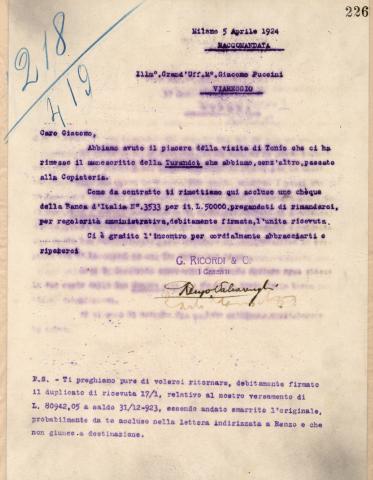 226
218
419
Milano 5 Aprile 1924
RACCOMANDATA
Illmº.Grand'Uff.Mº.Giacomo Puccini
VIAREGGIO
Caro Giacomo,
Abbiamo avuto il piacere della visita di Tonio che ci ha
rimesso il manoscritto della Turandot che abbiamo,senz'altro,passato
alla Copisteria.
Come da contratto ti rimettiamo qui accluso uno chèque
della Banca d'Italia Nº.3533 per it.L.50000,pregandoti di rimandarci,
per regolarità amministrativa,debitamente firmata,l'unita ricevuta.
Ci è gradito l'incontro per cordialmente abbracciarti e
ripeterci
G. RICORDI & C.
I GERENTI
Renzo Valcarenghi
P.S. - Ti preghiamo pure di volerci ritornare, debitamente firmato
il duplicato di ricevuta 17/1, relativo al nostro versamento di
L. 80942,05 a saldo 31/12-923, essendo andato smarrito l'originale,
probabilmente da te accluso nella lettera indirizzata a Renzo e che
non giunse.a destinazione.